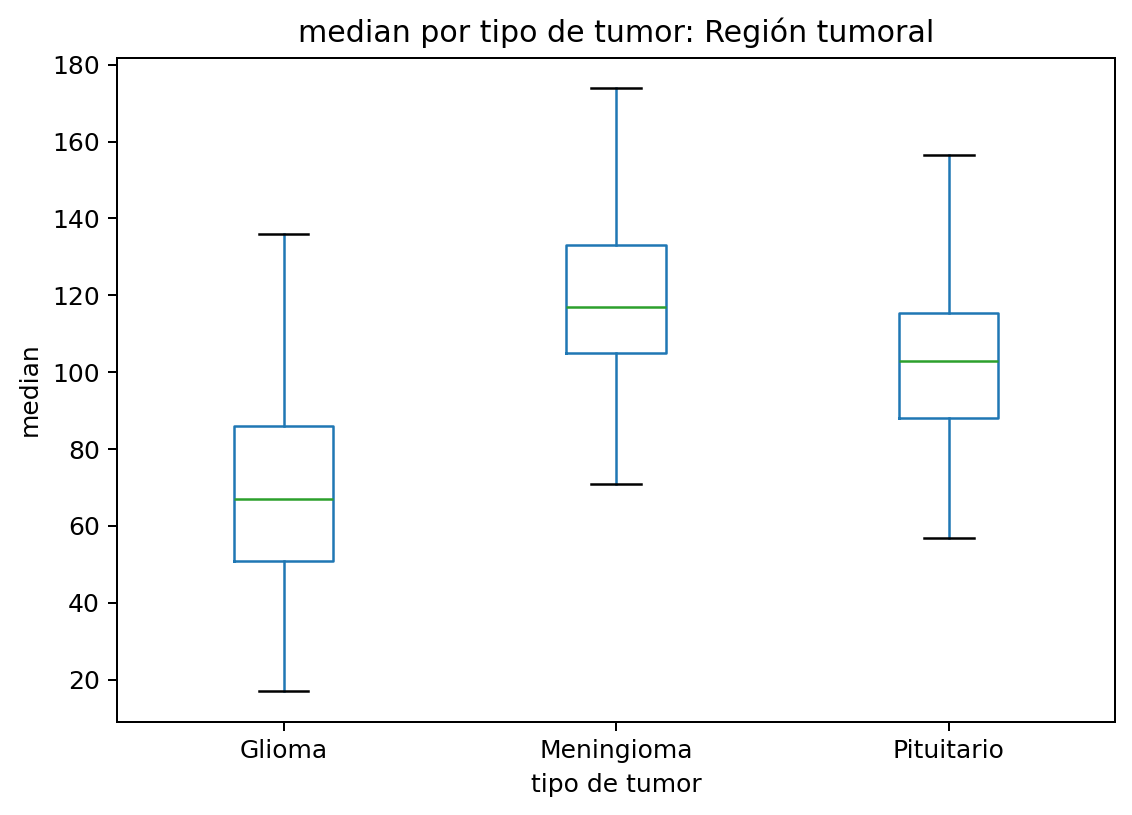 median por tipo de tumor: Región tumoral
180
160
140
120
100
80
60
40
20
median
Glioma
Meningioma
Pituitario
tipo de tumor